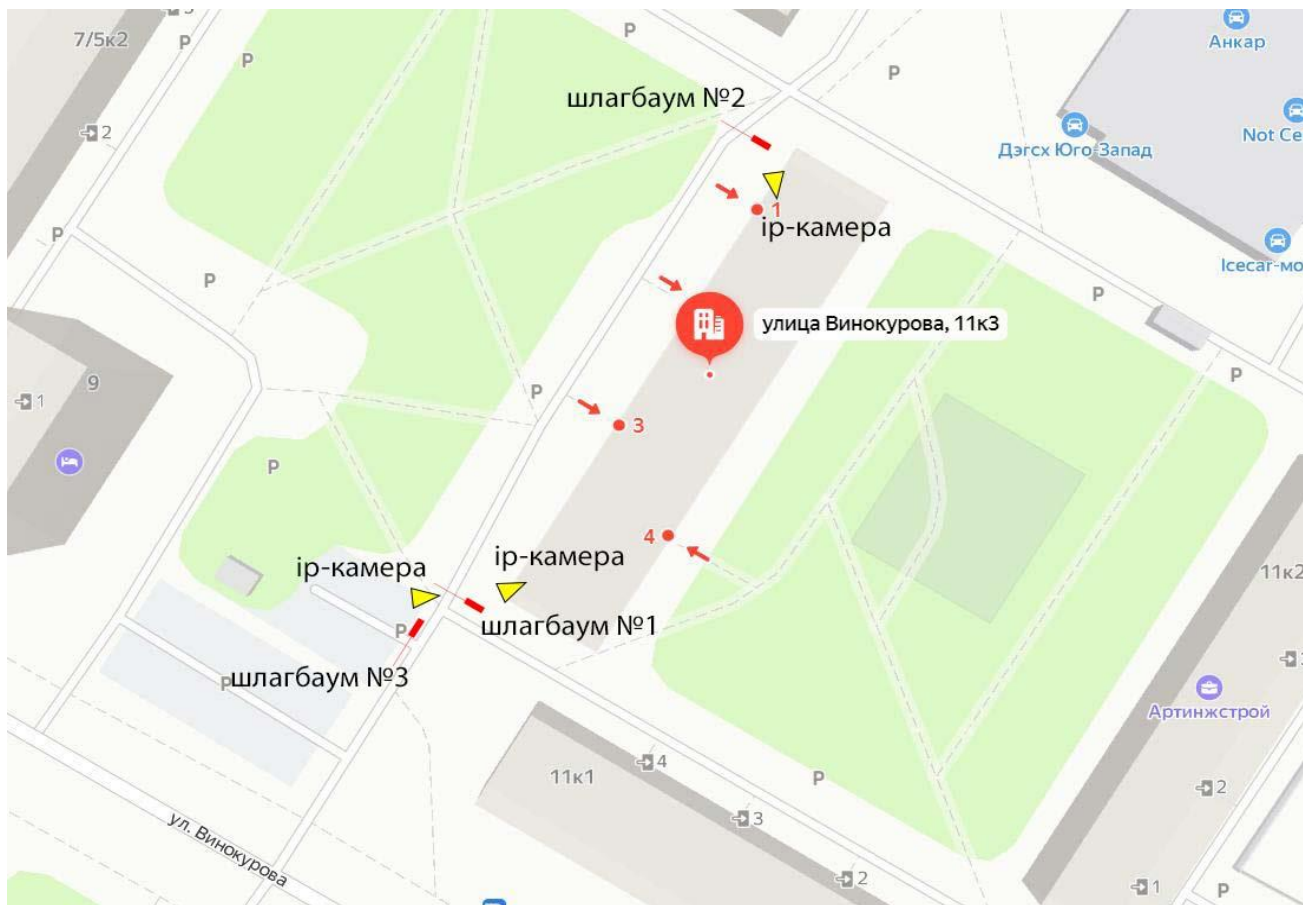 7/5к2
P
P
P
Анкар
P
шлагбаум №2
2
Дэгсх Юго-Запад
Not Ce
1
ip-камера
P
P
Icecar-мо
P
улица Винокурова, 11к3
9
P
P
1
3
P
4
ip-камера
ip-камера
11к2
P
шлагбаум №1
шлагбаум №3
P
Артинжстрой
4
11к1
P
2
3
ул. Винокурова
2
1
P